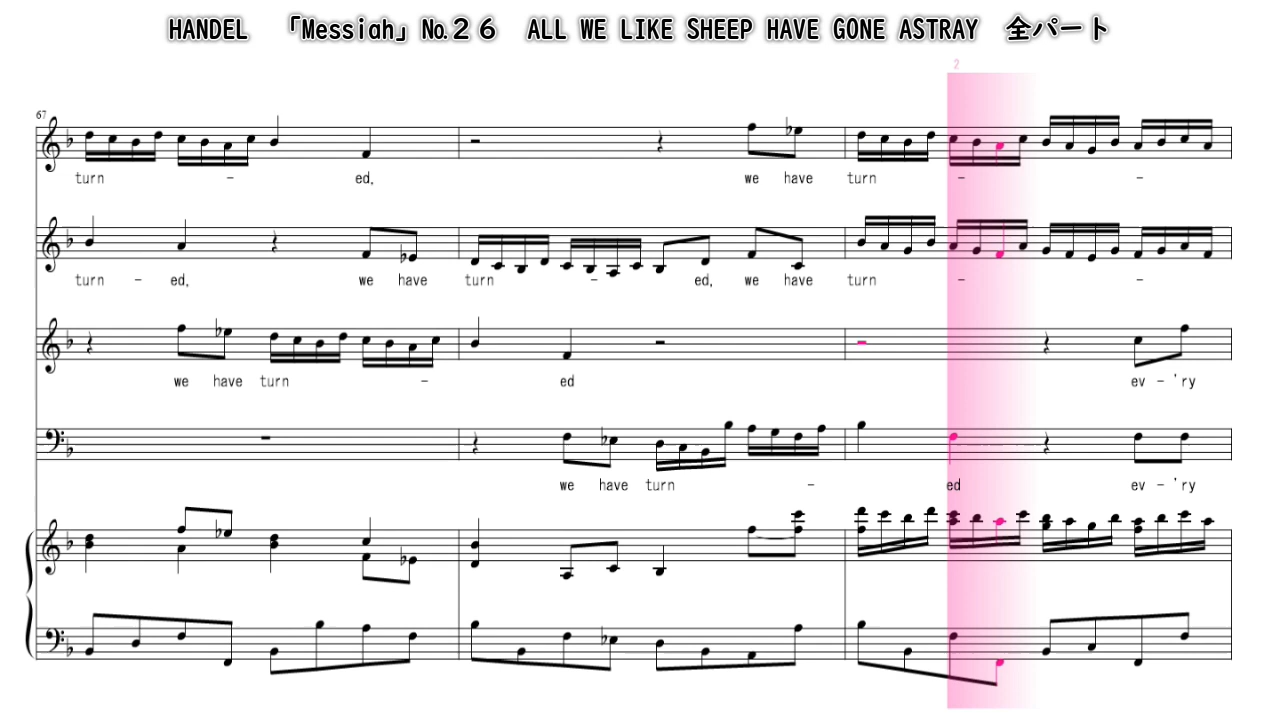 HANDEL 「Messiah」№.２６ ALL WE LIKE SHEEP HAVE GONE ASTRAY 全パート
2
67
turn - ed, we have turn - -
turn - ed, we have turn - ed, we have turn - -
we have turn - ed ev - 'ry
we have turn - ed ev - 'ry